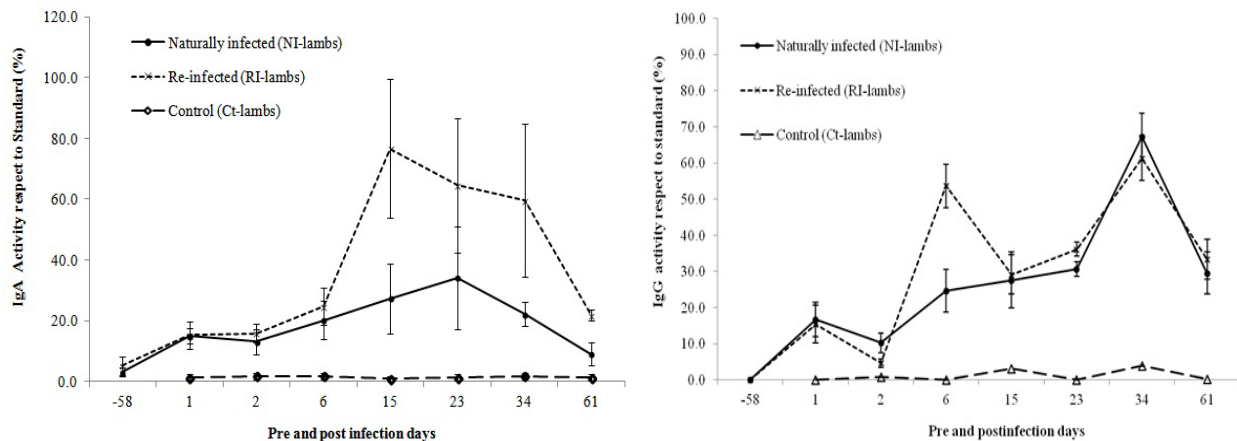 120.0
100.0
80.0
60.0
40.0
20.0
0.0
IgA Activity respect to Standard (%)
Naturally infected (NI-lambs)
Re-infected (RI-lambs)
Control (Ct-lambs)
-58 1 2 6 15 23 34 61
Pre and post infection days
100.0
90.0
80.0
70.0
60.0
50.0
40.0
30.0
20.0
10.0
0.0
IgG activity respect to standard (%)
Naturally infected (NI-lambs)
Re-infected (RI-lambs)
Control (Ct-lambs)
-58 1 2 6 15 23 34 61
Pre and postinfection days